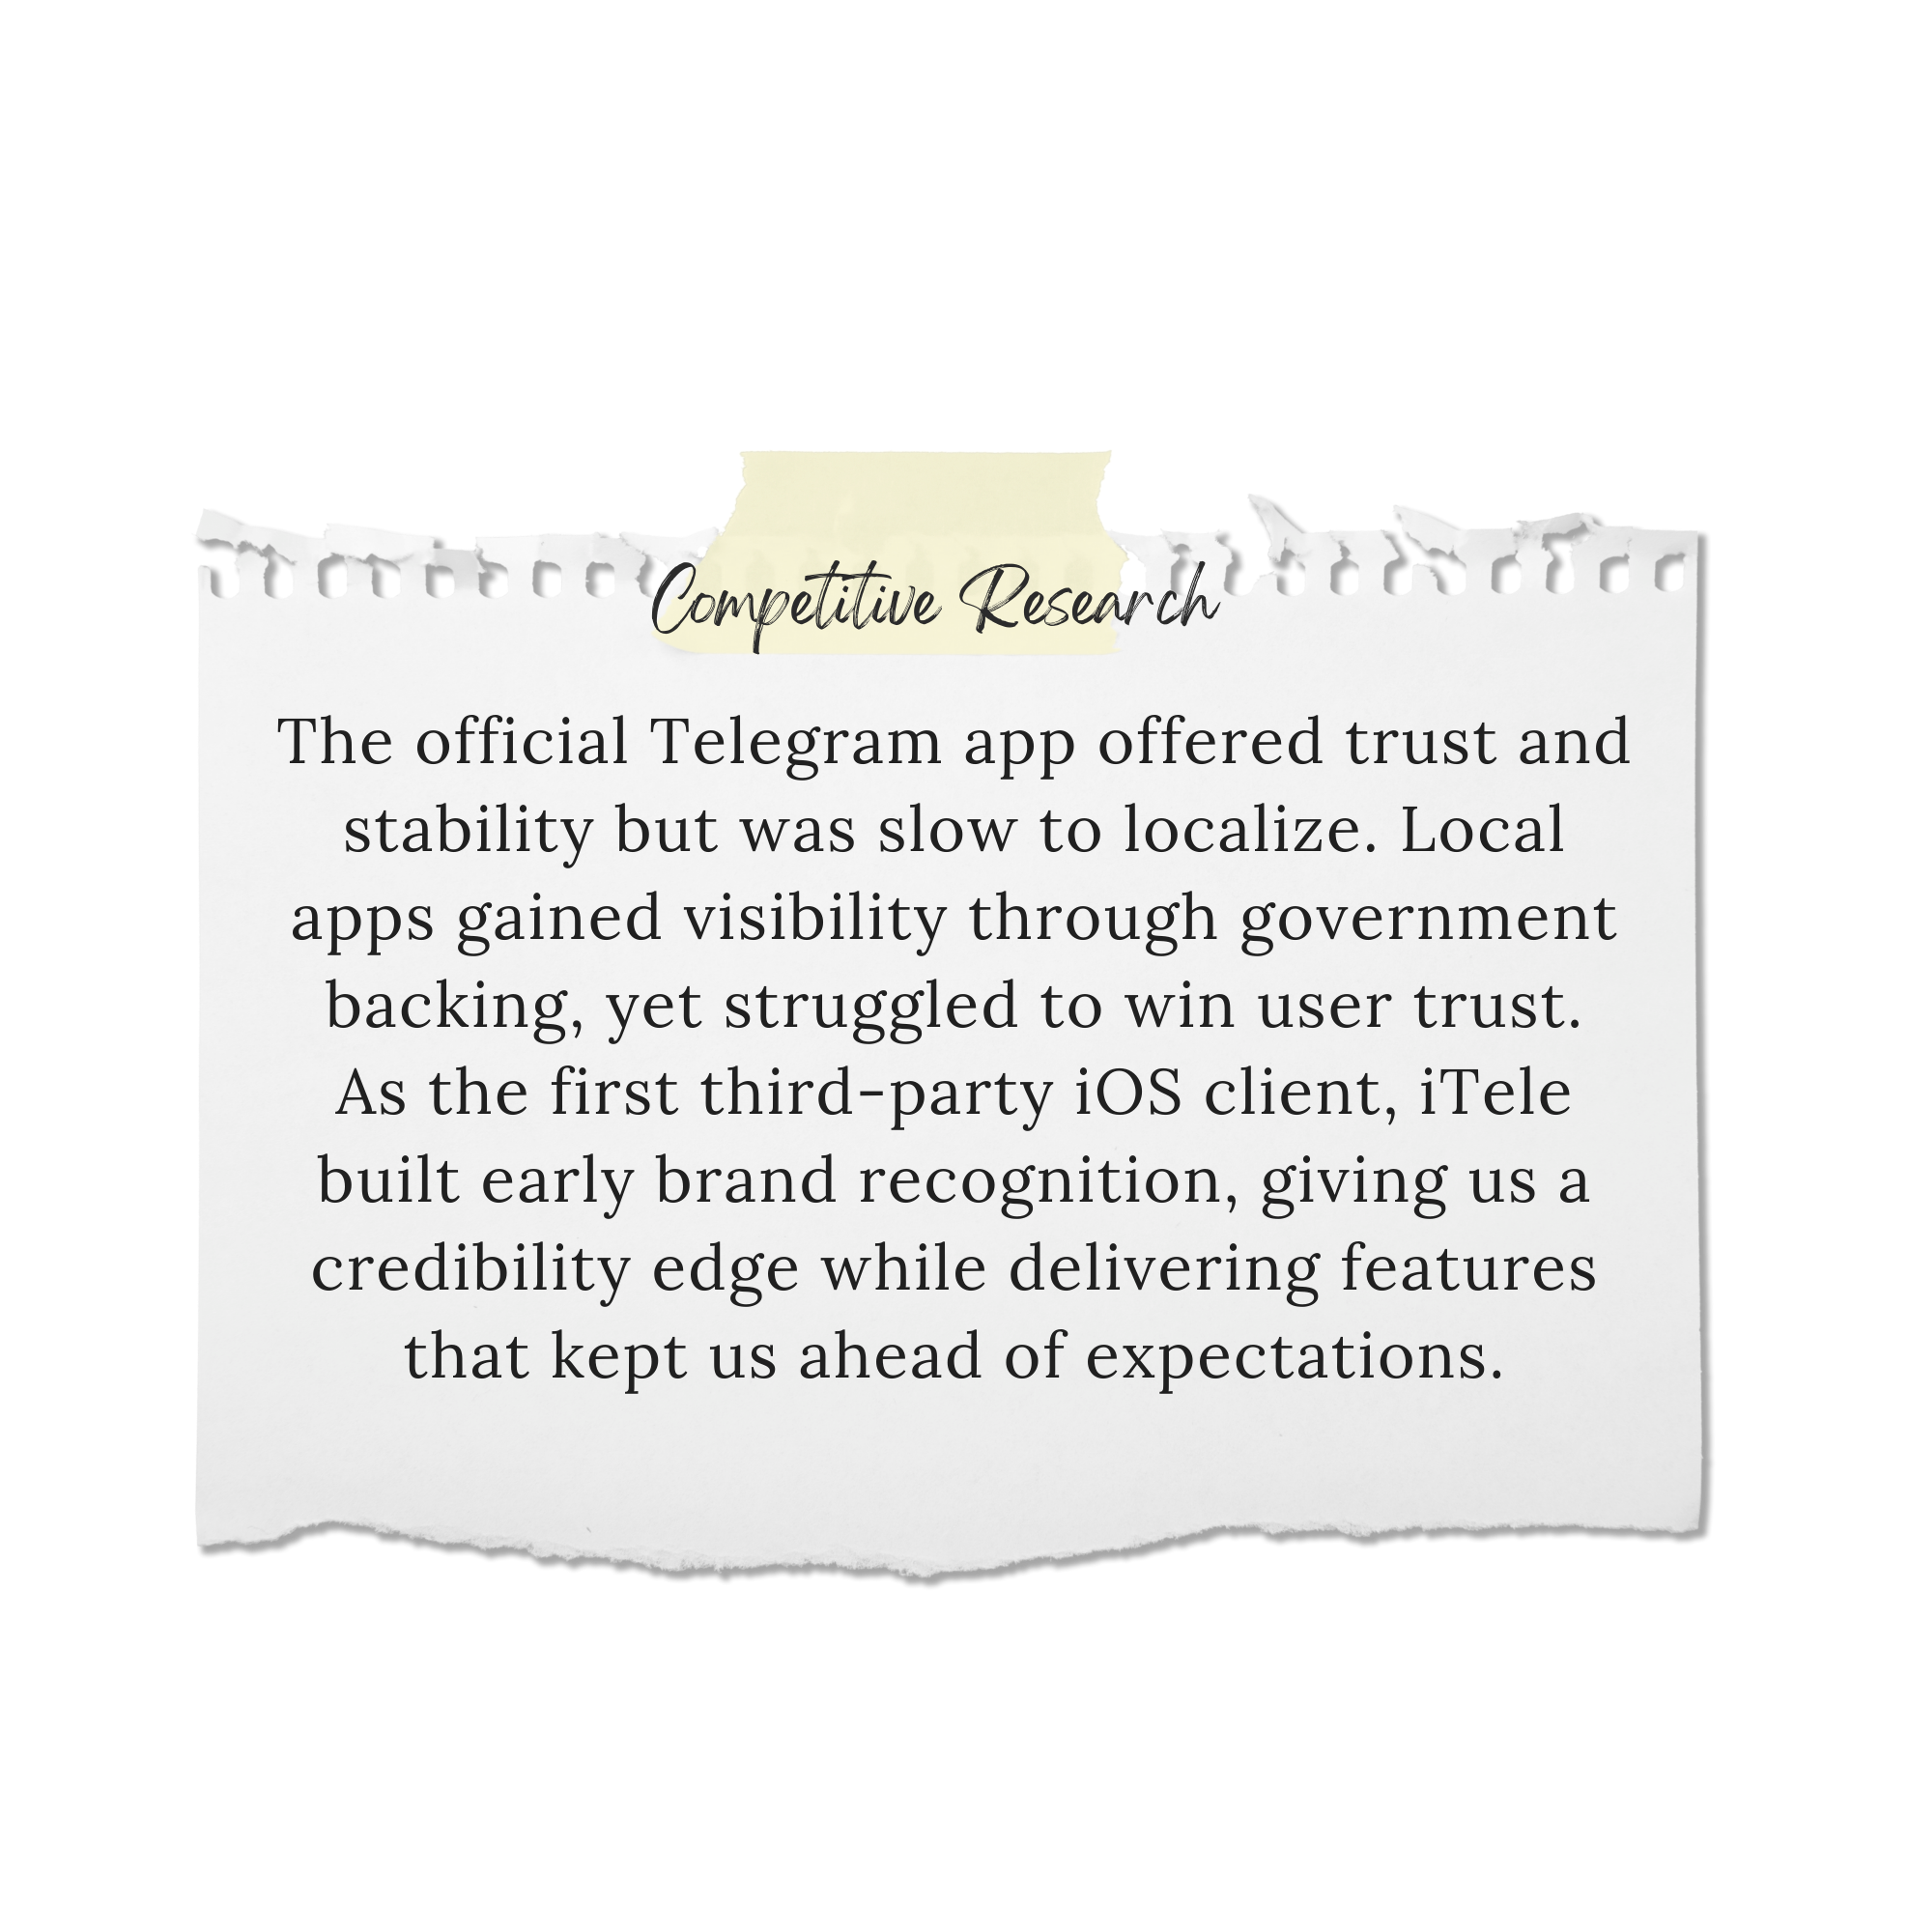 Competitive Research
The official Telegram app offered trust and
stability but was slow to localize. Local
apps gained visibility through government
backing, yet struggled to win user trust.
As the first third-party iOS client, iTele
built early brand recognition, giving us a
credibility edge while delivering features
that kept us ahead of expectations.